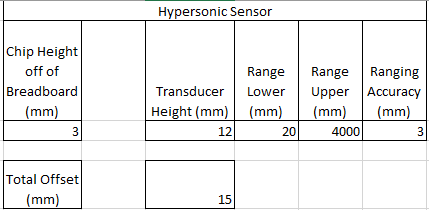 Hypersonic Sensor
Chip Height
off of
Breadboard
(mm)
Transducer
Height (mm)
Range
Lower
(mm)
Range
Upper
(mm)
Ranging
Accuracy
(mm)
3 12 20 4000 3
Total Offset
(mm)
15